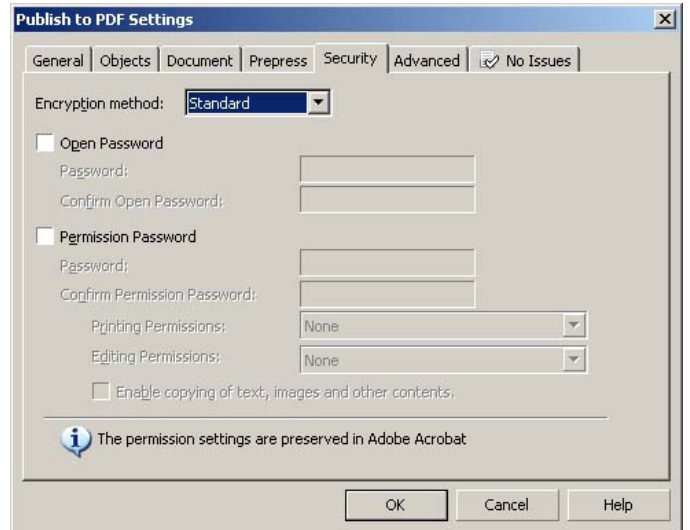 Publish to PDF Settings
General Objects Document Prepress Security Advanced No Issues
Encryption method: Standard
Open Password
Password:
Confirm Open Password:
Permission Password
Password:
Confirm Permission Password:
Printing Permissions: None
Editing Permissions: None
Enable copying of text, images and other contents.
The permission settings are preserved in Adobe Acrobat
OK Cancel Help